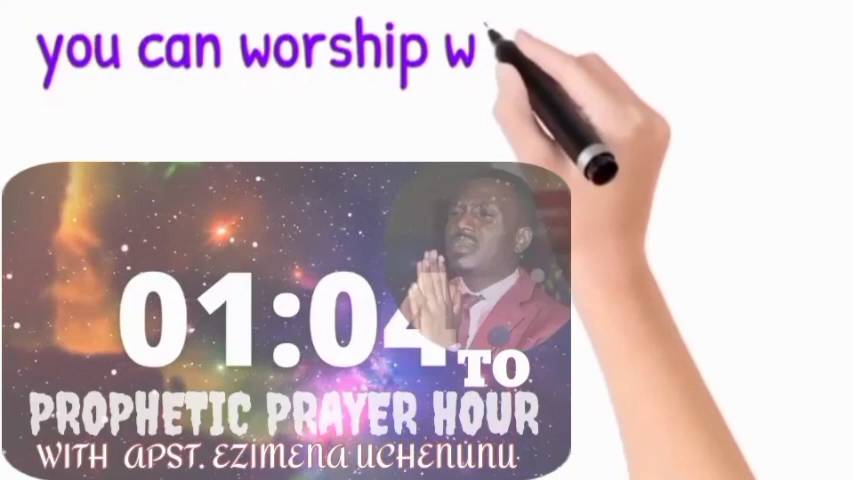 you can worship w
01:04
TO
PROPHETIC PRAYER HOUR
WITH APST. EZIMENA UCHENUNU